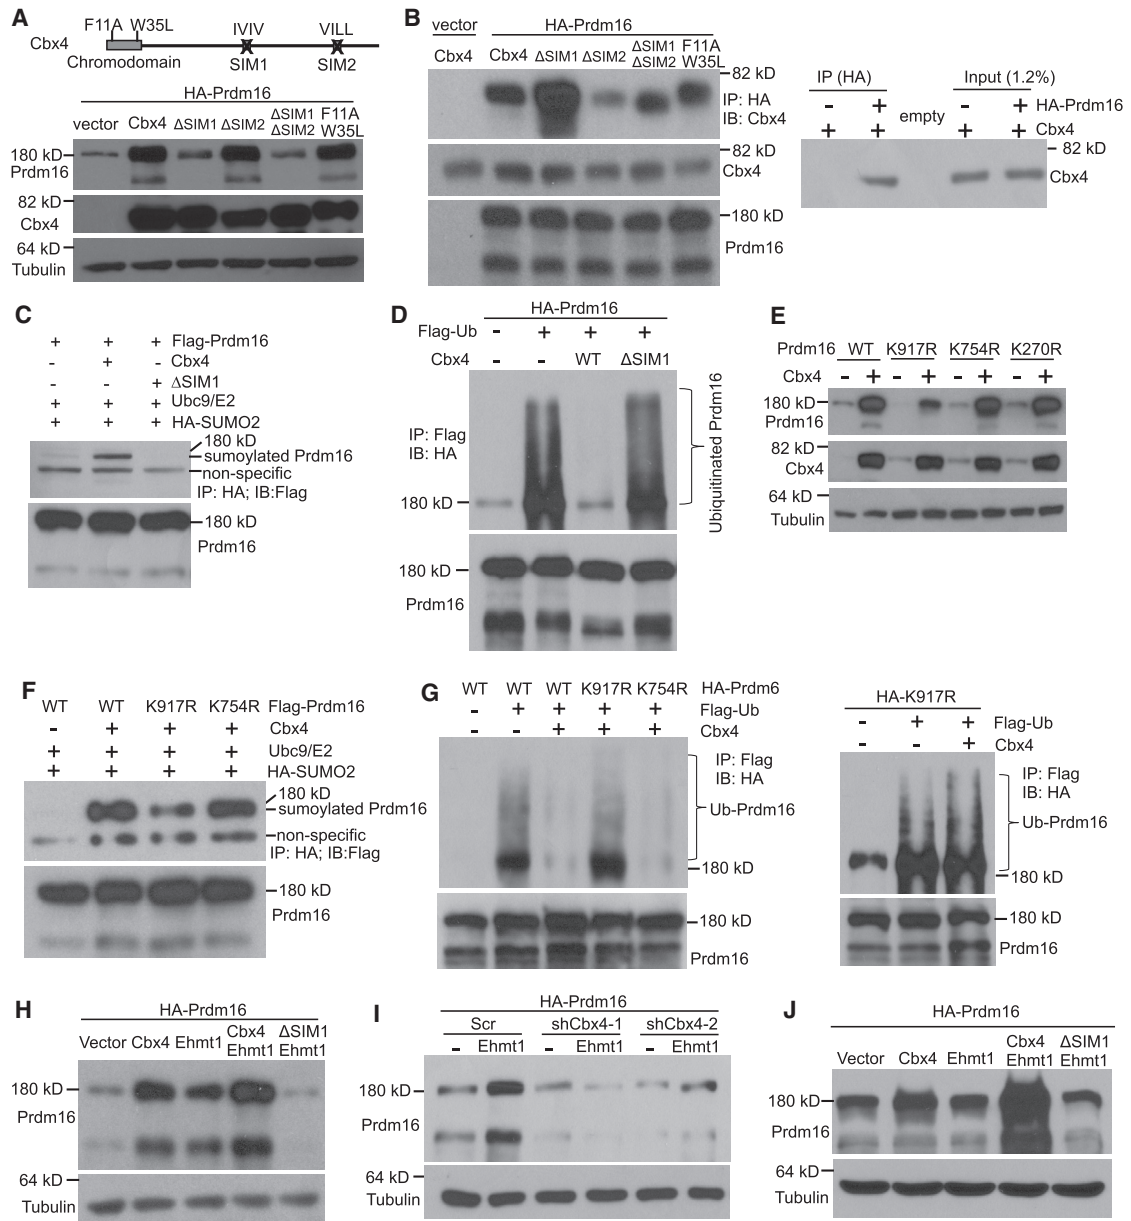 A
F11A W35L IVIV VILL
Cbx4
Chromodomain SIM1 SIM2
HA-Prdm16
vector Cbx4 ΔSIM1 ΔSIM2 ΔSIM1 ΔSIM2 F11A W35L
180 kD
Prdm16
82 kD
Cbx4
64 kD
Tubulin
B
vector HA-Prdm16
Cbx4 Cbx4 ΔSIM1 ΔSIM2 ΔSIM1 ΔSIM2 F11A W35L
82 kD
IP: HA
IB: Cbx4
82 kD
Cbx4
180 kD
Prdm16
IP (HA) Input (1.2%)
- + empty - + HA-Prdm16
+ + + + Cbx4
82 kD
Cbx4
C
+ + + Flag-Prdm16
- + - Cbx4
- - + ΔSIM1
+ + + Ubc9/E2
+ + + HA-SUMO2
180 kD
sumoylated Prdm16
non-specific
IP: HA; IB:Flag
180 kD
Prdm16
D
HA-Prdm16
Flag-Ub - + + +
Cbx4 - - WT ΔSIM1
IP: Flag
IB: HA
Ubiquitinated Prdm16
180 kD
180 kD
Prdm16
E
Prdm16 WT K917R K754R K270R
Cbx4 - + - + - + - +
180 kD
Prdm16
82 kD
Cbx4
64 kD
Tubulin
F
WT WT K917R K754R Flag-Prdm16
- + + + Cbx4
+ + + + Ubc9/E2
+ + + + HA-SUMO2
180 kD
sumoylated Prdm16
non-specific
IP: HA; IB:Flag
180 kD
Prdm16
G
WT WT WT K917R K754R HA-Prdm6
- + + + + Flag-Ub
- - + + + Cbx4
IP: Flag
IB: HA
Ub-Prdm16
180 kD
180 kD
Prdm16
HA-K917R
- + + Flag-Ub
- - + Cbx4
IP: Flag
IB: HA
Ub-Prdm16
180 kD
180 kD
Prdm16
H
HA-Prdm16
Vector Cbx4 Ehmt1 Cbx4 Ehmt1 ΔSIM1 Ehmt1
180 kD
Prdm16
64 kD
Tubulin
I
HA-Prdm16
Scr shCbx4-1 shCbx4-2
- Ehmt1 - Ehmt1 - Ehmt1
180 kD
Prdm16
64 kD
Tubulin
J
HA-Prdm16
Vector Cbx4 Ehmt1 Cbx4 Ehmt1 ΔSIM1 Ehmt1
180 kD
Prdm16
64 kD
Tubulin